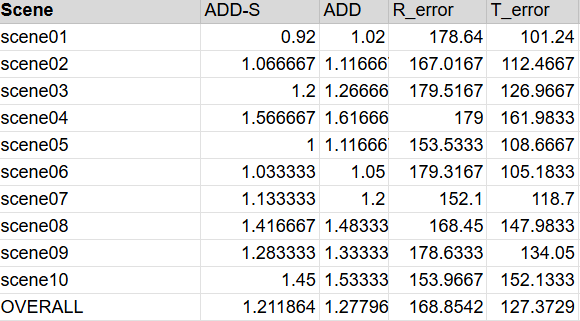 Scene ADD-S ADD R_error T_error
scene01 0.92 1.02 178.64 101.24
scene02 1.066667 1.11666 167.0167 112.4667
scene03 1.2 1.26666 179.5167 126.9667
scene04 1.566667 1.61666 179 161.9833
scene05 1 1.11666 153.5333 108.6667
scene06 1.033333 1.05 179.3167 105.1833
scene07 1.133333 1.2 152.1 118.7
scene08 1.416667 1.48333 168.45 147.9833
scene09 1.283333 1.33333 178.6333 134.05
scene10 1.45 1.53333 153.9667 152.1333
OVERALL 1.211864 1.27796 168.8542 127.3729